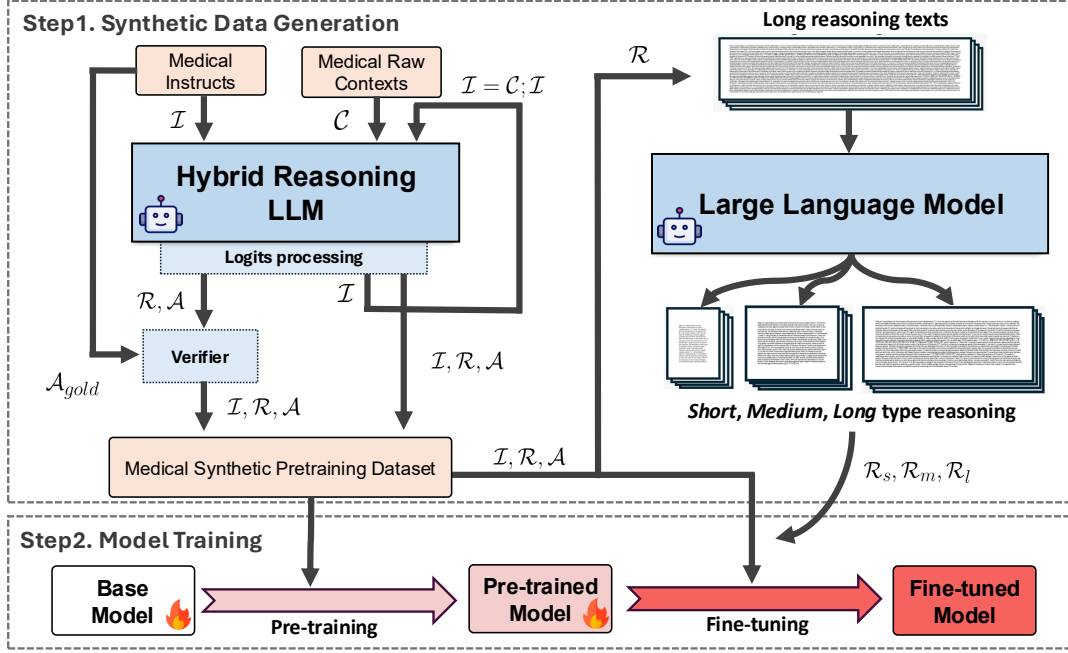 Step1. Synthetic Data Generation
Long reasoning texts
Medical
Instructs
Medical Raw
Contexts
ℐ = 𝒞; ℐ
ℛ
ℐ
𝒞
Hybrid Reasoning
LLM
Large Language Model
Logits processing
ℛ, 𝒜
ℐ
Verifier
ℐ, ℛ, 𝒜
𝒜gold
ℐ, ℛ, 𝒜
Short, Medium, Long type reasoning
Medical Synthetic Pretraining Dataset
ℐ, ℛ, 𝒜
ℛs, ℛm, ℛl
Step2. Model Training
Base
Model
Pre-training
Pre-trained
Model
Fine-tuning
Fine-tuned
Model